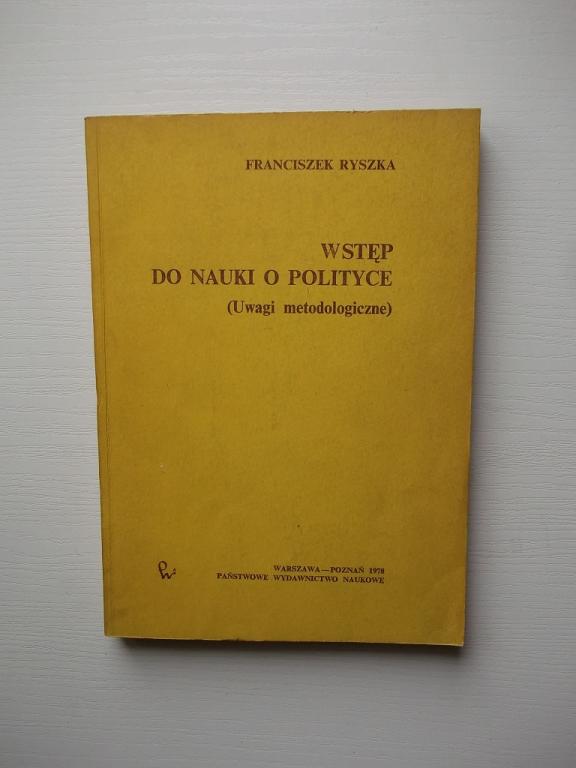 FRANCISZEK RYSZKA
WSTĘP
DO NAUKI O POLITYCE
(Uwagi metodologiczne)
WARSZAWA—POZNAŃ 1978
PAŃSTWOWE WYDAWNICTWO NAUKOWE